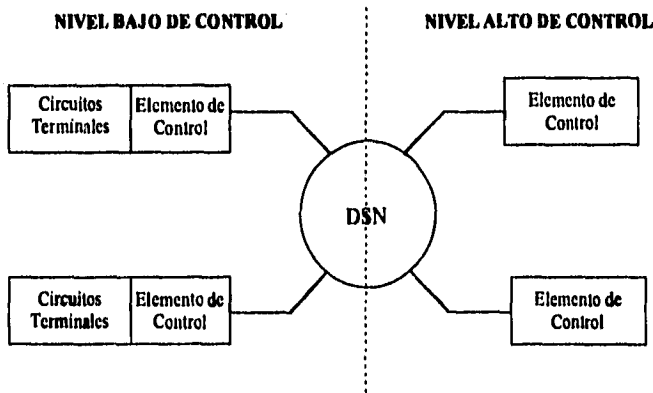 NIVEL BAJO DE CONTROL
NIVEL ALTO DE CONTROL
Circuitos
Terminales
Elemento de
Control
Elemento de
Control
DSN
Circuitos
Terminales
Elemento de
Control
Elemento de
Control